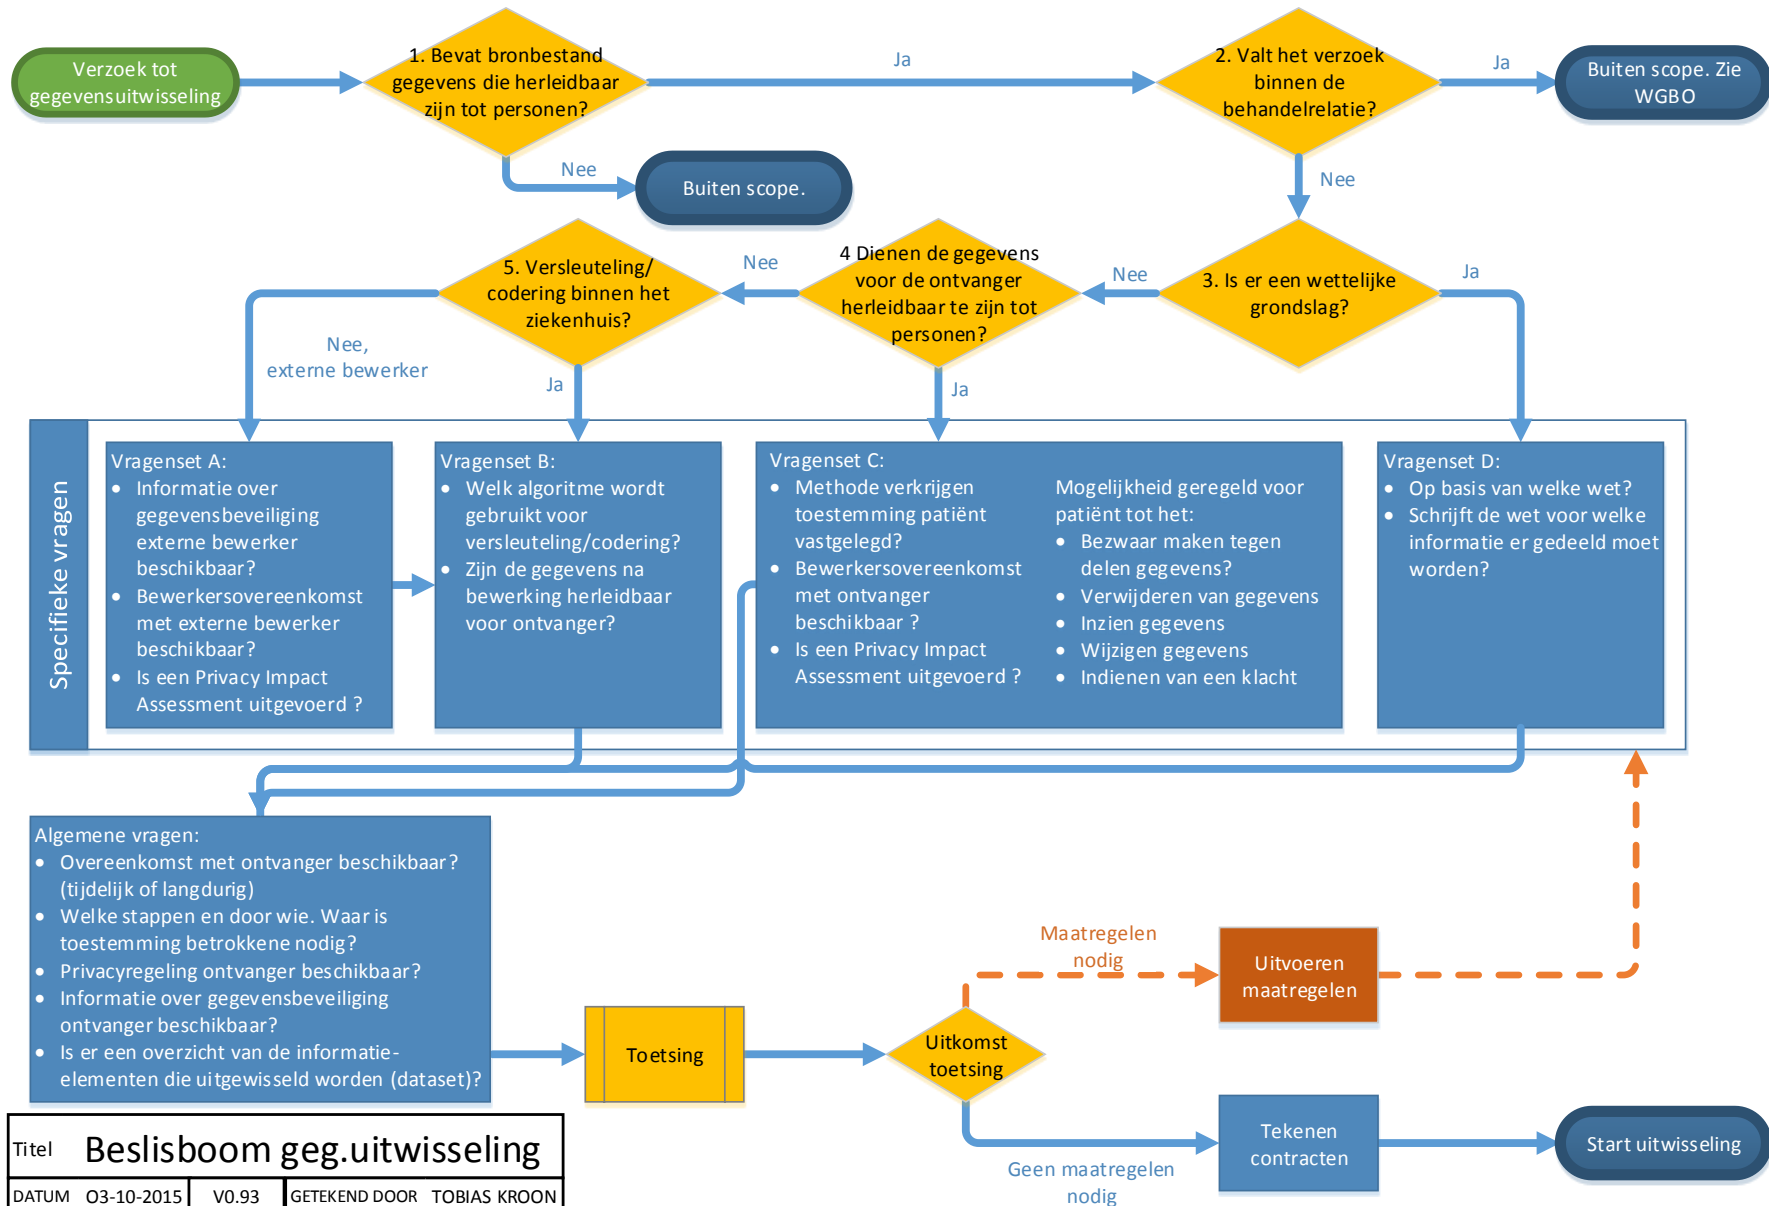 Verzoek tot
gegevensuitwisseling
1. Bevat bronbestand
gegevens die herleidbaar
zijn tot personen?
Ja
2. Valt het verzoek
binnen de
behandelrelatie?
Ja
Buiten scope. Zie
WGBO
Nee
Buiten scope.
Nee
5. Versleuteling/
codering binnen het
ziekenhuis?
Nee
4 Dienen de gegevens
voor de ontvanger
herleidbaar te zijn tot
personen?
Nee
3. Is er een wettelijke
grondslag?
Ja
Nee,
externe bewerker
Ja
Ja
Specifieke vragen
Vragenset A:
• Informatie over
gegevensbeveiliging
externe bewerker
beschikbaar?
• Bewerkersovereenkomst
met externe bewerker
beschikbaar?
• Is een Privacy Impact
Assessment uitgevoerd ?
Vragenset B:
• Welk algoritme wordt
gebruikt voor
versleuteling/codering?
• Zijn de gegevens na
bewerking herleidbaar
voor ontvanger?
Vragenset C:
• Methode verkrijgen
toestemming patiënt
vastgelegd?
• Bewerkersovereenkomst
met ontvanger
beschikbaar ?
• Is een Privacy Impact
Assessment uitgevoerd ?
Mogelijkheid geregeld voor
patiënt tot het:
• Bezwaar maken tegen
delen gegevens?
• Verwijderen van gegevens
• Inzien gegevens
• Wijzigen gegevens
• Indienen van een klacht
Vragenset D:
• Op basis van welke wet?
• Schrijft de wet voor welke
informatie er gedeeld moet
worden?
Algemene vragen:
• Overeenkomst met ontvanger beschikbaar?
(tijdelijk of langdurig)
• Welke stappen en door wie. Waar is
toestemming betrokkene nodig?
• Privacyregeling ontvanger beschikbaar?
• Informatie over gegevensbeveiliging
ontvanger beschikbaar?
• Is er een overzicht van de informatie-
elementen die uitgewisseld worden (dataset)?
Toetsing
Uitkomst
toetsing
Maatregelen
nodig
Uitvoeren
maatregelen
Geen maatregelen
nodig
Tekenen
contracten
Start uitwisseling
Titel Beslisboom geg.uitwisseling
DATUM O3-10-2015 V0.93 GETEKEND DOOR TOBIAS KROON